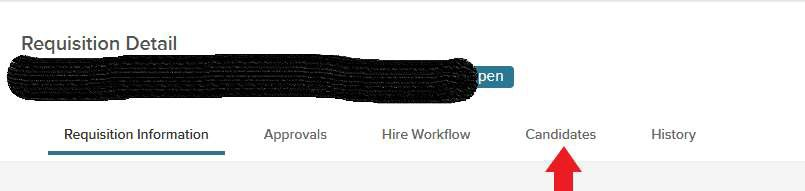 Requisition Detail
pen
Requisition Information Approvals Hire Workflow Candidates History